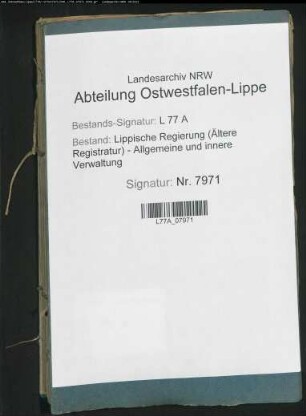 Landesarchiv NRW
Abteilung Ostwestfalen-Lippe
Bestands-Signatur: L 77 A
Bestand: Lippische Regierung (Ältere
Registratur) - Allgemeine und innere
Verwaltung
Signatur: Nr. 7971
L77A_07971